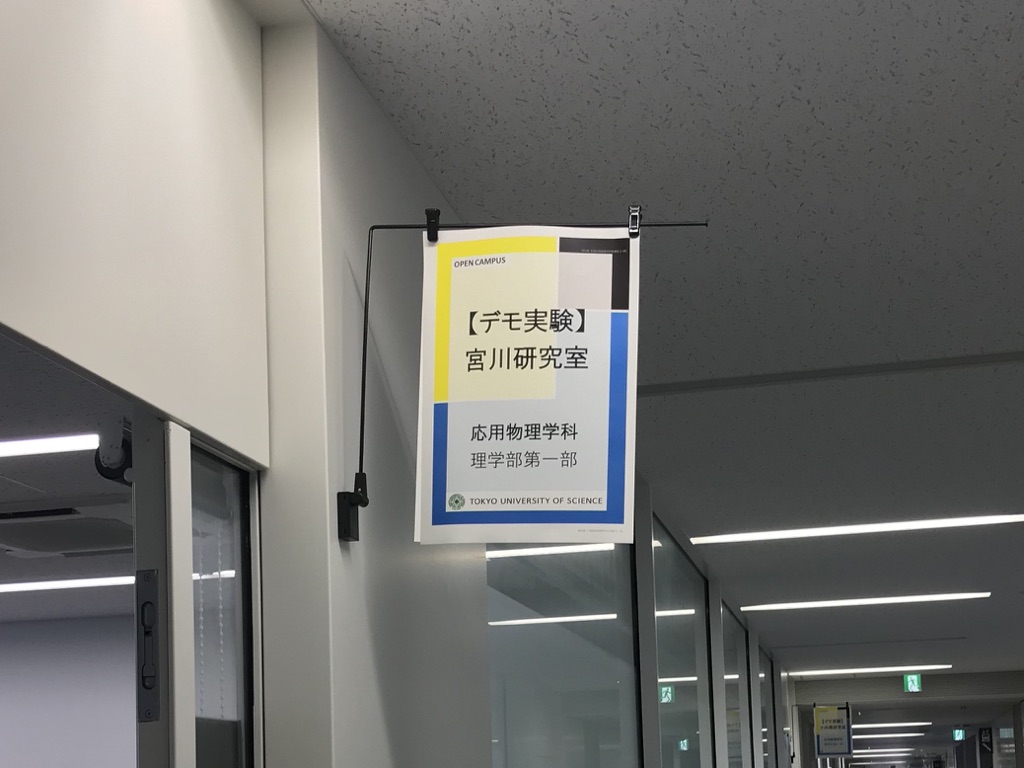 OPEN CAMPUS
【デモ実験】
宮川研究室
応用物理学科
理学部第一部
TOKYO UNIVERSITY OF SCIENCE